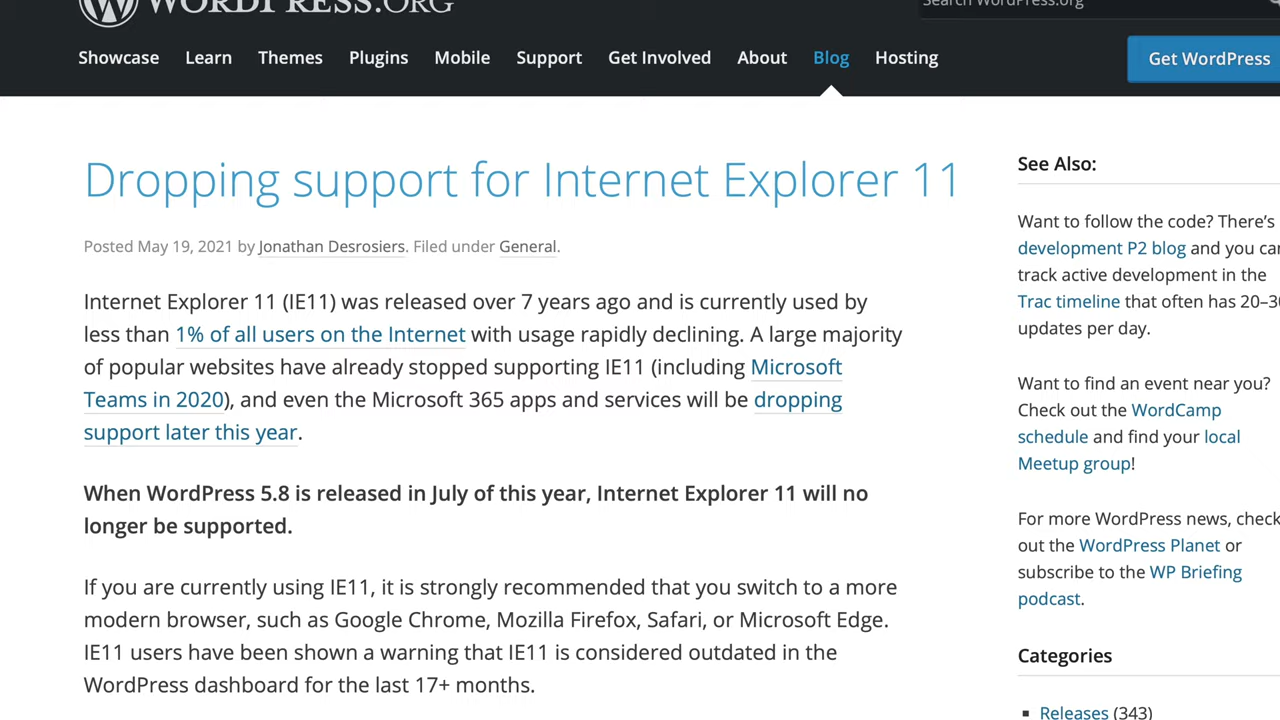 WORDPRESS.ORG
Search WordPress.org
Showcase Learn Themes Plugins Mobile Support Get Involved About Blog Hosting
Get WordPress
Dropping support for Internet Explorer 11
Posted May 19, 2021 by Jonathan Desrosiers. Filed under General.
Internet Explorer 11 (IE11) was released over 7 years ago and is currently used by
less than 1% of all users on the Internet with usage rapidly declining. A large majority
of popular websites have already stopped supporting IE11 (including Microsoft
Teams in 2020), and even the Microsoft 365 apps and services will be dropping
support later this year.
When WordPress 5.8 is released in July of this year, Internet Explorer 11 will no
longer be supported.
If you are currently using IE11, it is strongly recommended that you switch to a more
modern browser, such as Google Chrome, Mozilla Firefox, Safari, or Microsoft Edge.
IE11 users have been shown a warning that IE11 is considered outdated in the
WordPress dashboard for the last 17+ months.
See Also:
Want to follow the code? There’s
development P2 blog and you can
track active development in the
Trac timeline that often has 20–30
updates per day.
Want to find an event near you?
Check out the WordCamp
schedule and find your local
Meetup group!
For more WordPress news, check
out the WordPress Planet or
subscribe to the WP Briefing
podcast.
Categories
Releases (343)